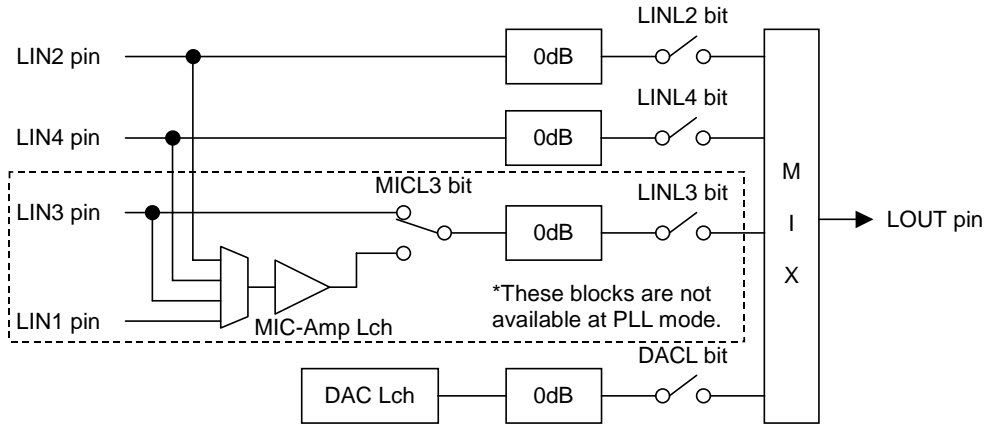 LINL2 bit
LIN2 pin
0dB
LINL4 bit
LIN4 pin
0dB
MICL3 bit
LINL3 bit
LIN3 pin
0dB
M
I
X
LOUT pin
*These blocks are not
available at PLL mode.
LIN1 pin
MIC-Amp Lch
DACL bit
DAC Lch
0dB